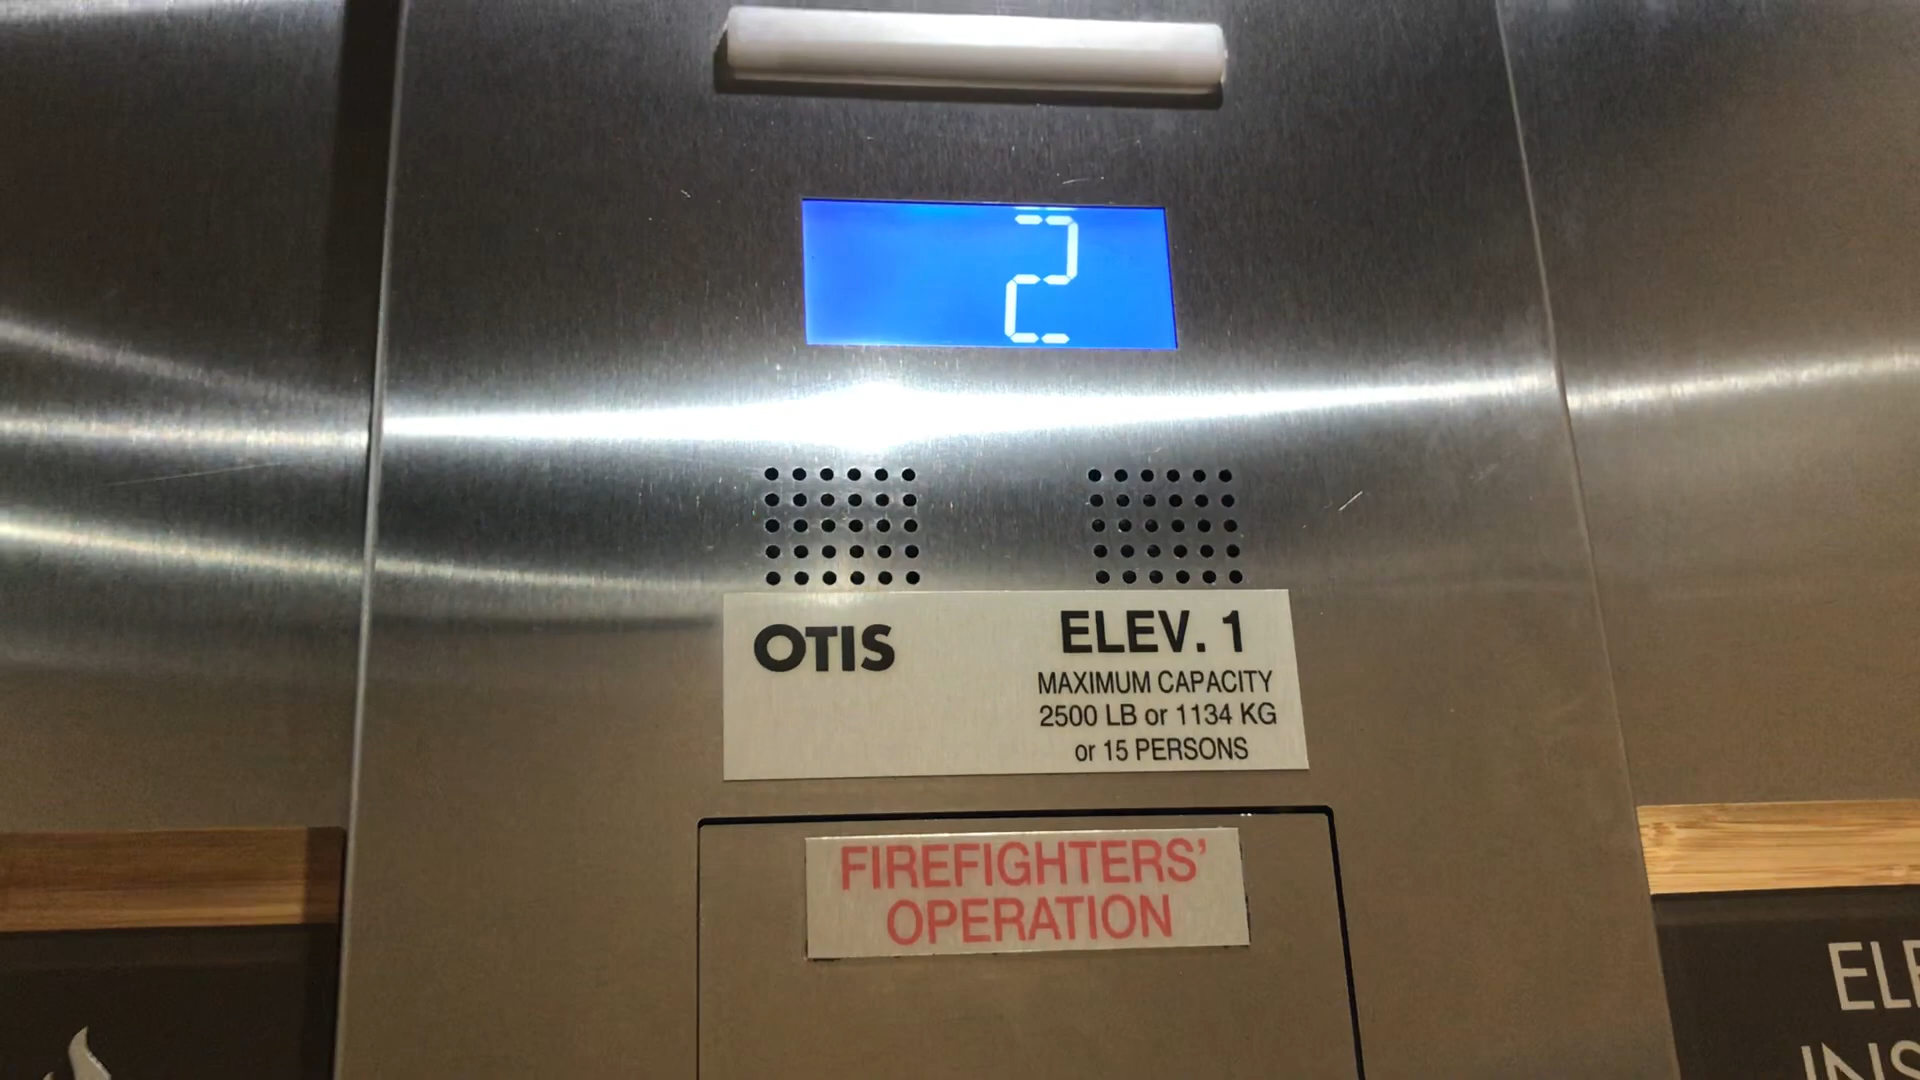 2
OTIS
ELEV. 1
MAXIMUM CAPACITY
2500 LB or 1134 KG
or 15 PERSONS
FIREFIGHTERS'
OPERATION